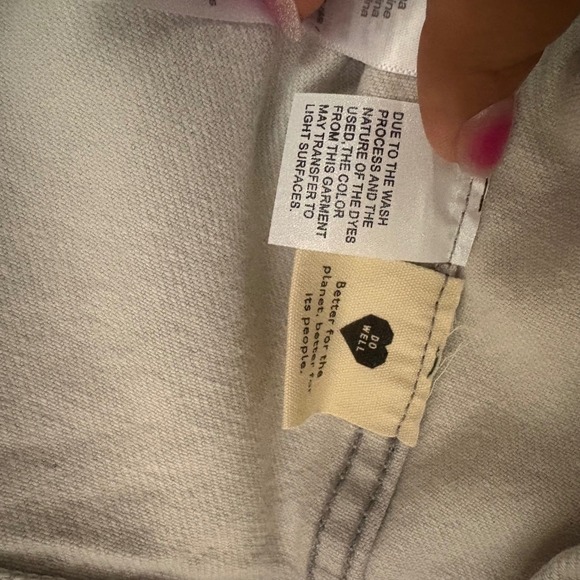 DUE TO THE WASH
PROCESS AND THE
NATURE OF THE DYES
USED, THE COLOR
FROM THIS GARMENT
MAY TRANSFER TO
LIGHT SURFACES.
DO
WELL
Better for the
planet, better for
its people.